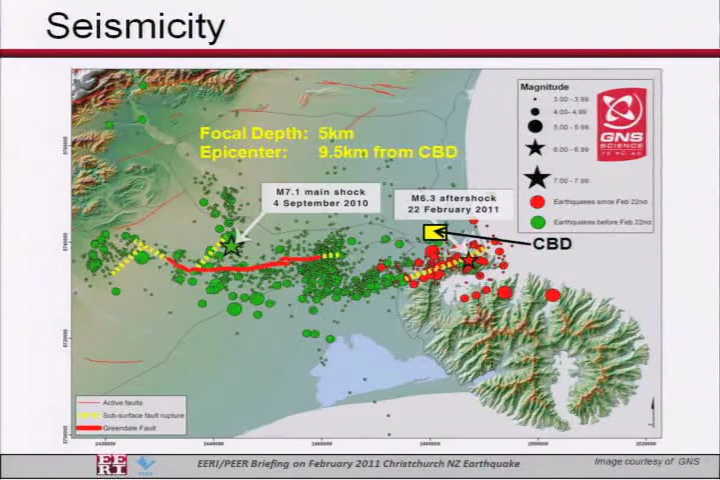 Seismicity
Focal Depth: 5km
Epicenter: 9.5km from CBD
M7.1 main shock
4 September 2010
M6.3 aftershock
22 February 2011
CBD
Magnitude
3.00 - 3.99
4.00 - 4.99
5.00 - 5.99
6.00 - 6.99
7.00 - 7.99
Earthquakes since Feb 22nd
Earthquakes before Feb 22nd
GNS
SCIENCE
TE PŪ AO
Active faults
Sub-surface fault rupture
Greendale Fault
EERI
EERI/PEER Briefing on February 2011 Christchurch NZ Earthquake
Image courtesy of GNS